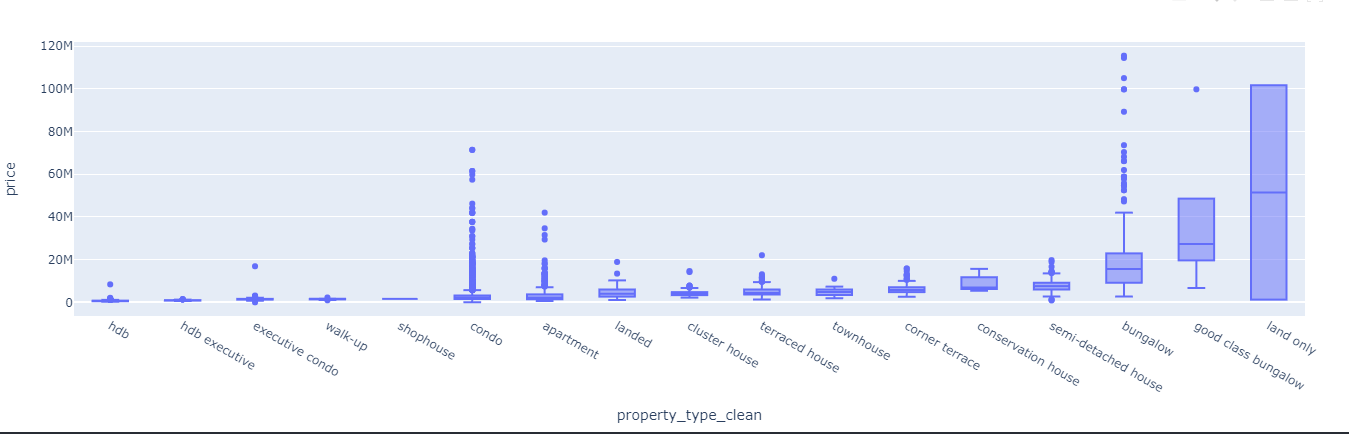 price
120M
100M
80M
60M
40M
20M
0
hdb
hdb executive
executive condo
walk-up
shophouse
condo
apartment
landed
cluster house
terraced house
townhouse
corner terrace
conservation house
semi-detached house
bungalow
good class bungalow
land only
property_type_clean